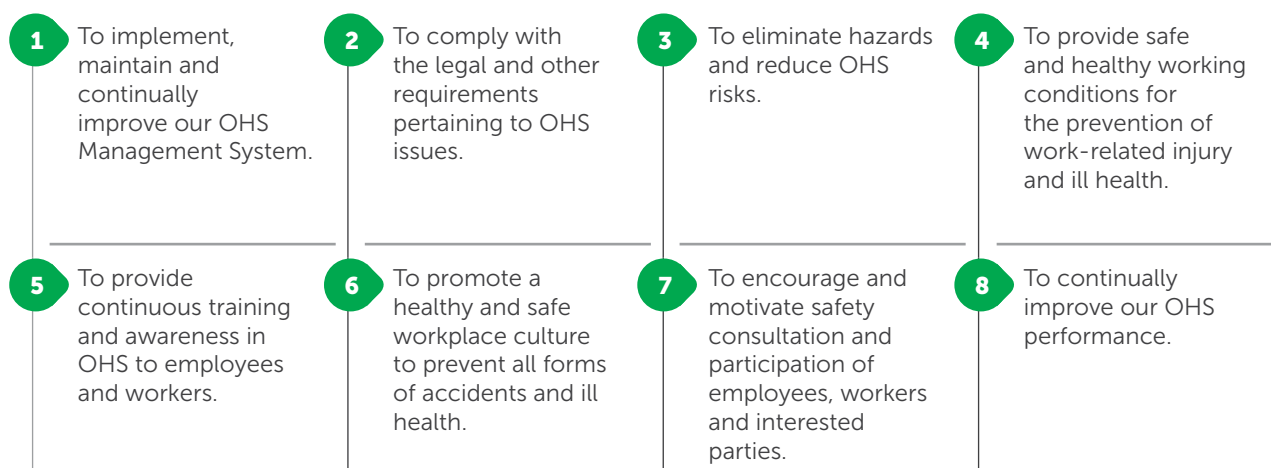 1
To implement,
maintain and
continually
improve our OHS
Management System.
2
To comply with
the legal and other
requirements
pertaining to OHS
issues.
3
To eliminate hazards
and reduce OHS
risks.
4
To provide safe
and healthy working
conditions for
the prevention of
work-related injury
and ill health.
5
To provide
continuous training
and awareness in
OHS to employees
and workers.
6
To promote a
healthy and safe
workplace culture
to prevent all forms
of accidents and ill
health.
7
To encourage and
motivate safety
consultation and
participation of
employees, workers
and interested
parties.
8
To continually
improve our OHS
performance.